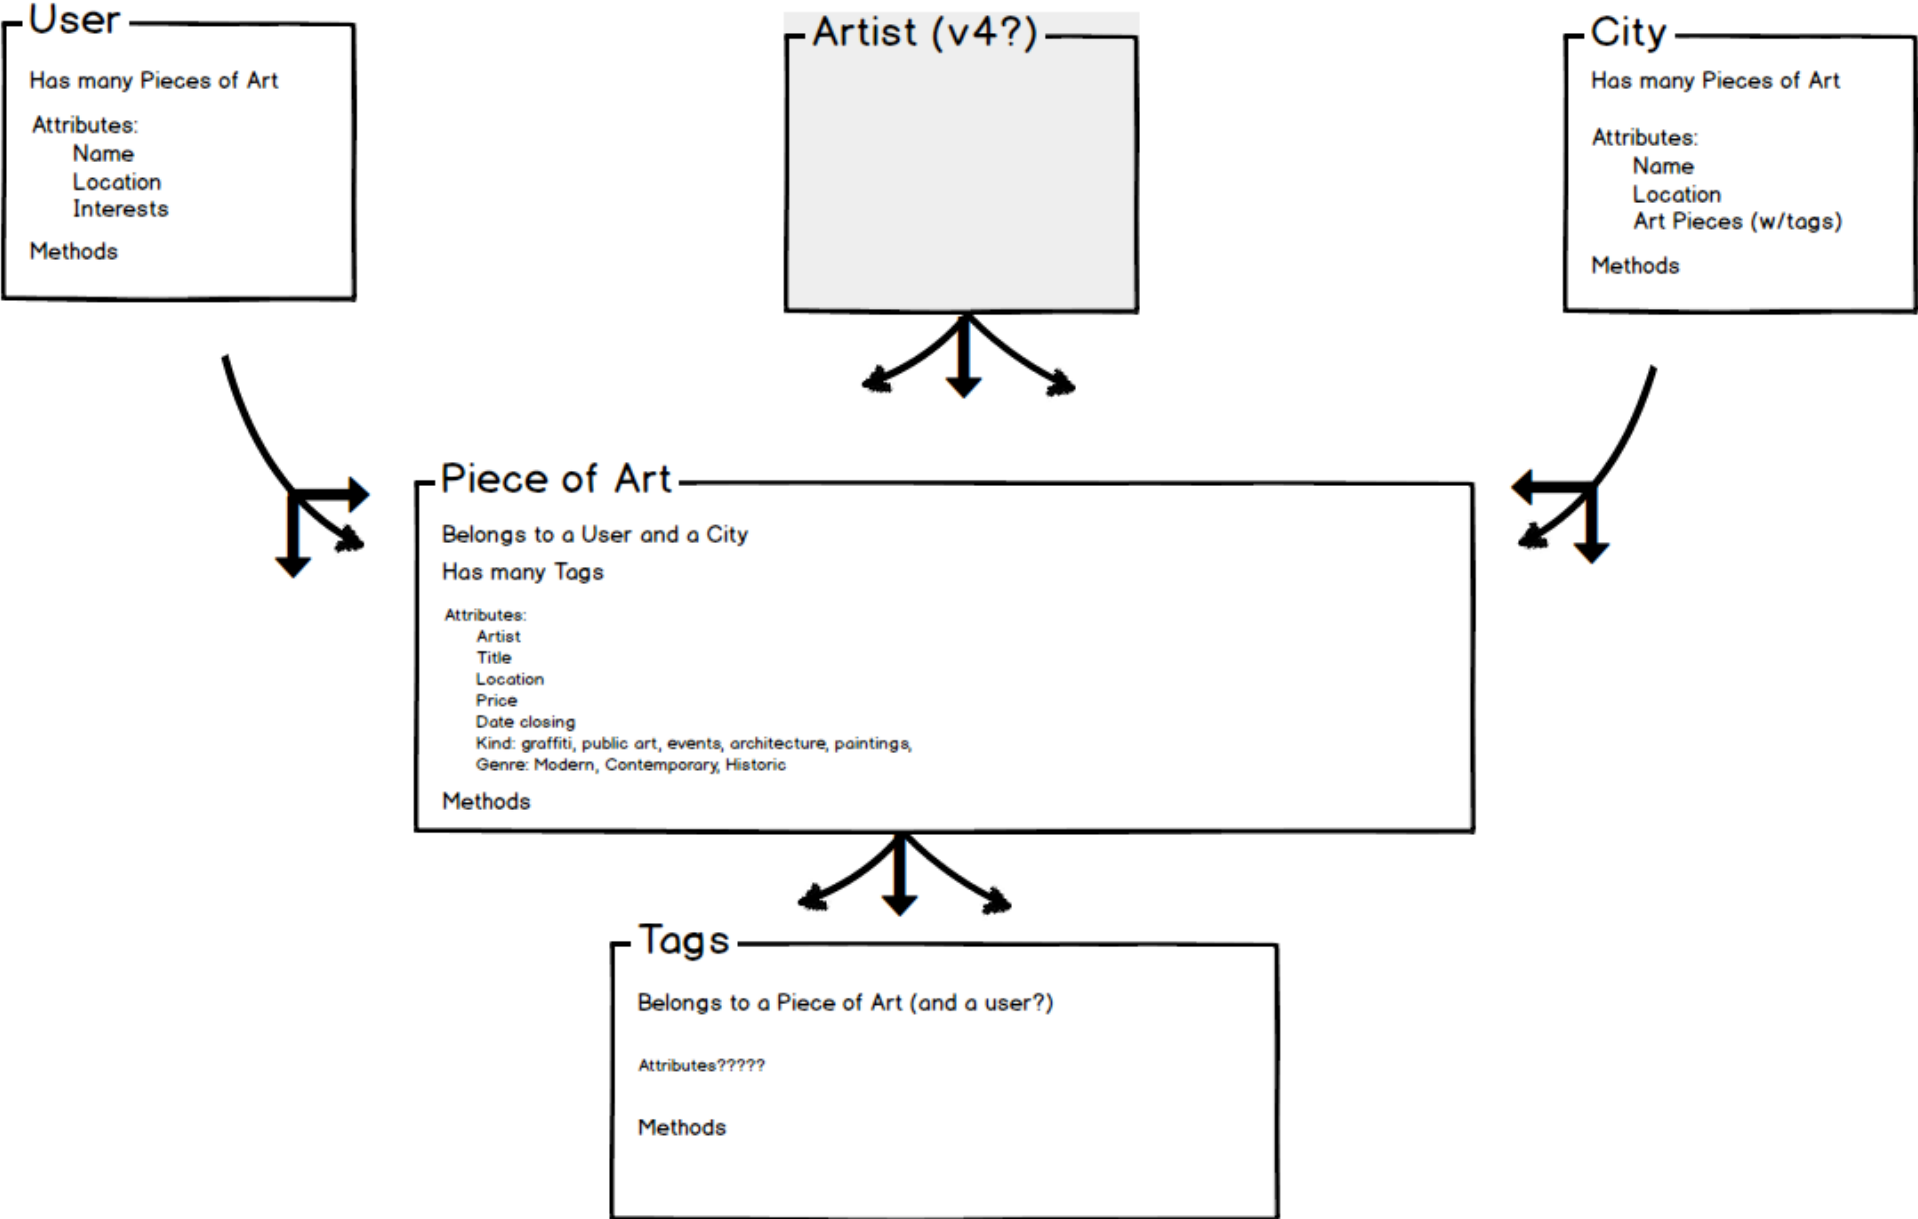 User
Has many Pieces of Art
Attributes:
Name
Location
Interests
Methods
Artist (v4?)
City
Has many Pieces of Art
Attributes:
Name
Location
Art Pieces (w/tags)
Methods
Piece of Art
Belongs to a User and a City
Has many Tags
Attributes:
Artist
Title
Location
Price
Date closing
Kind: graffiti, public art, events, architecture, paintings,
Genre: Modern, Contemporary, Historic
Methods
Tags
Belongs to a Piece of Art (and a user?)
Attributes?????
Methods